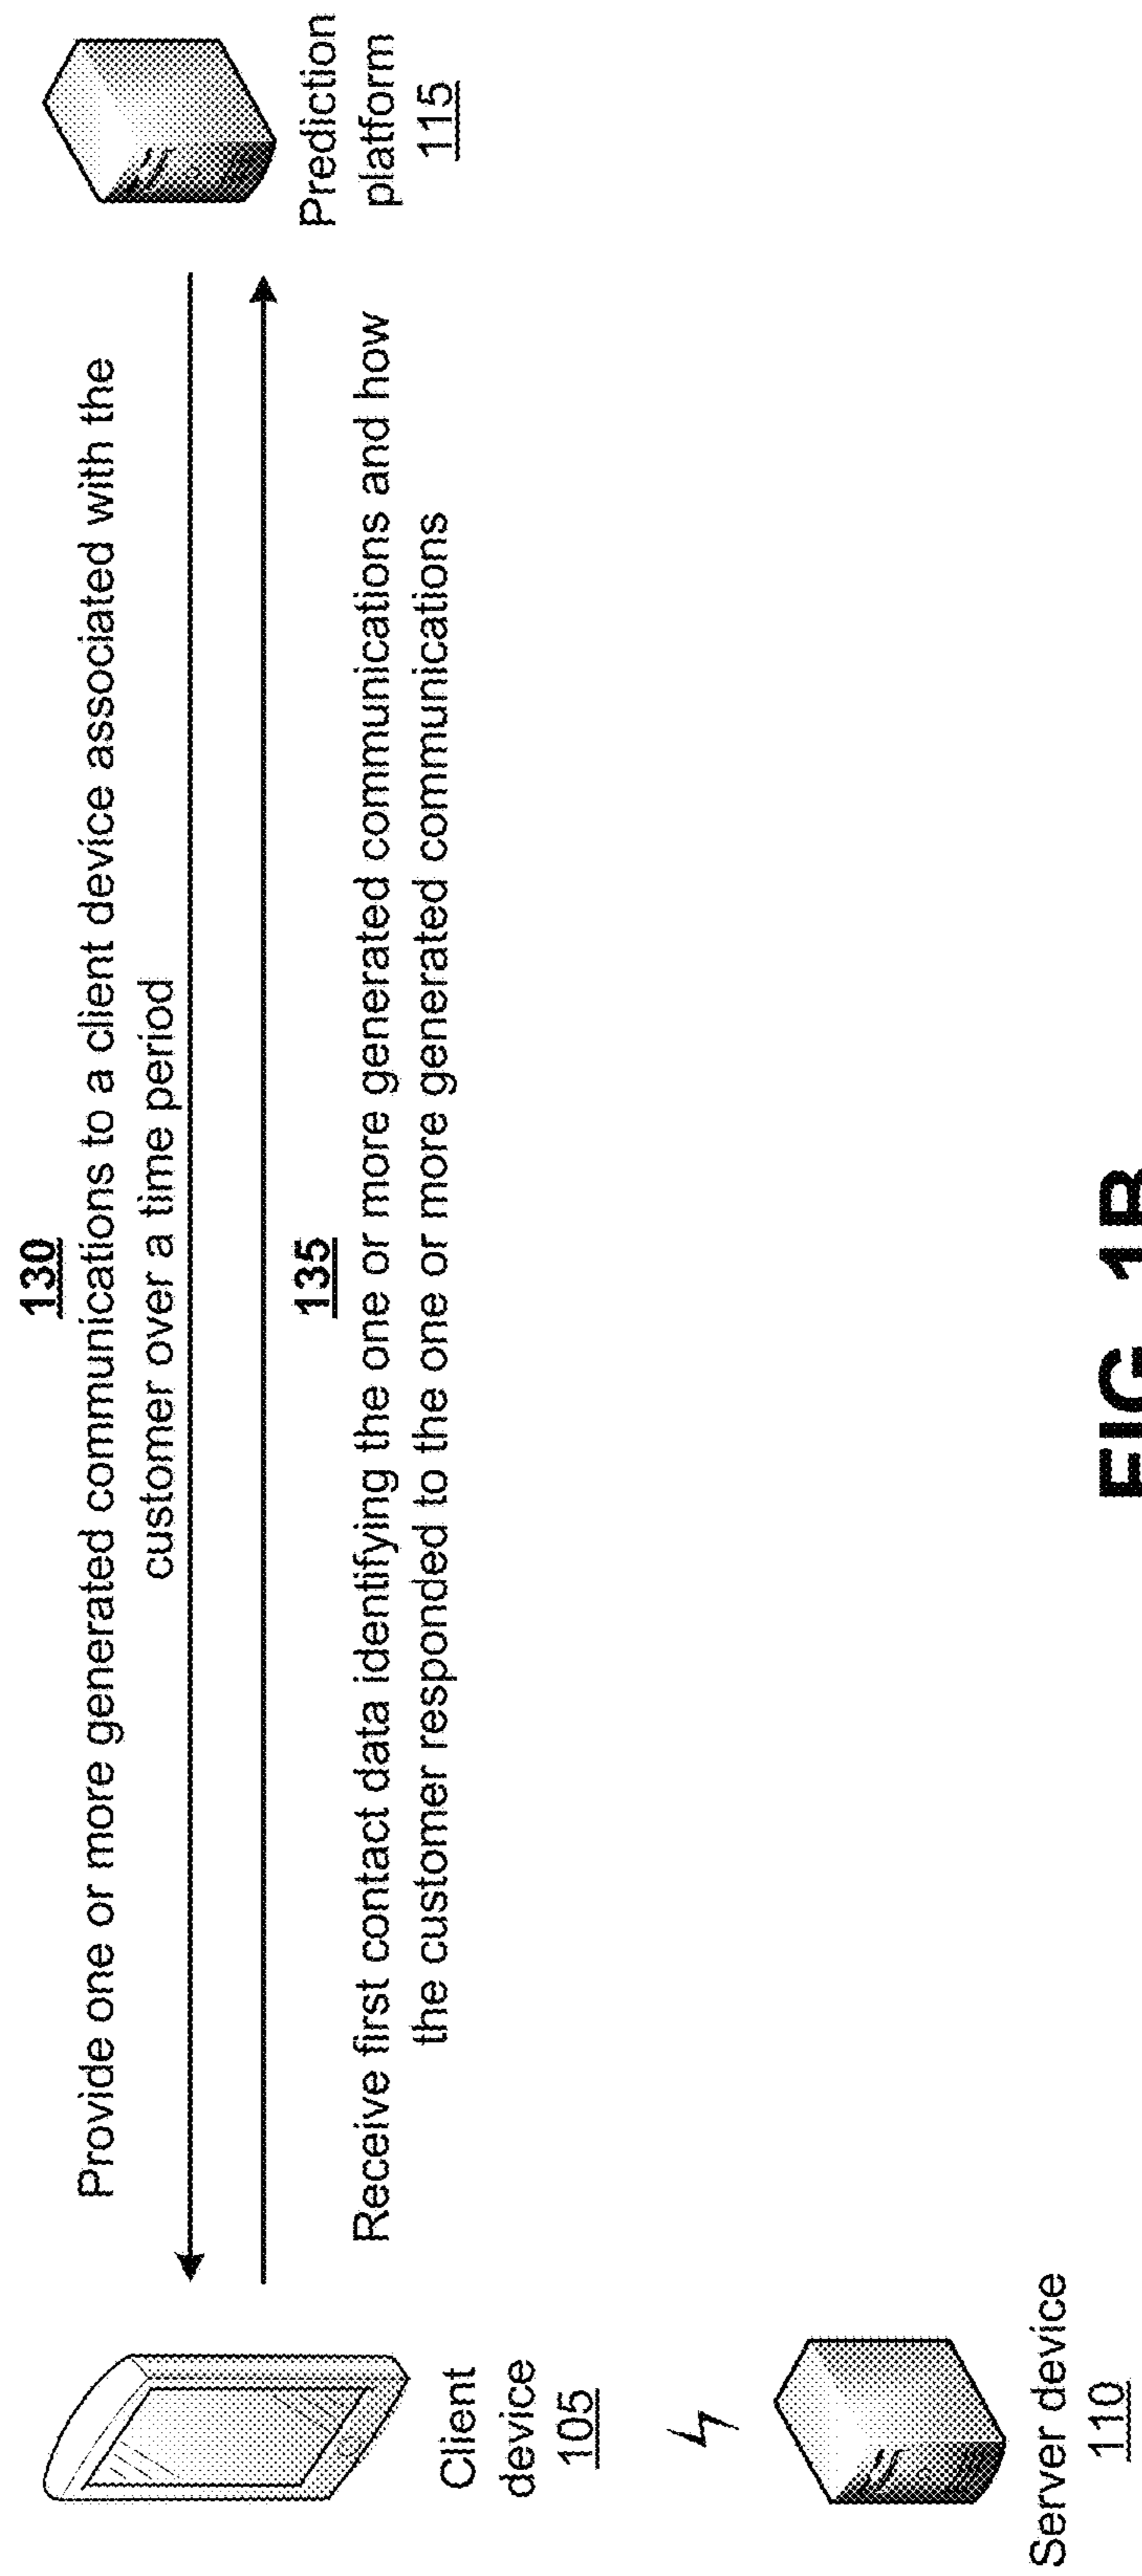 130
Provide one or more generated communications to a client device associated with the
customer over a time period
135
Receive first contact data identifying the one or more generated communications and how
the customer responded to the one or more generated communications
Client
device
105
Prediction
platform
115
Server device
110
FIG. 1B